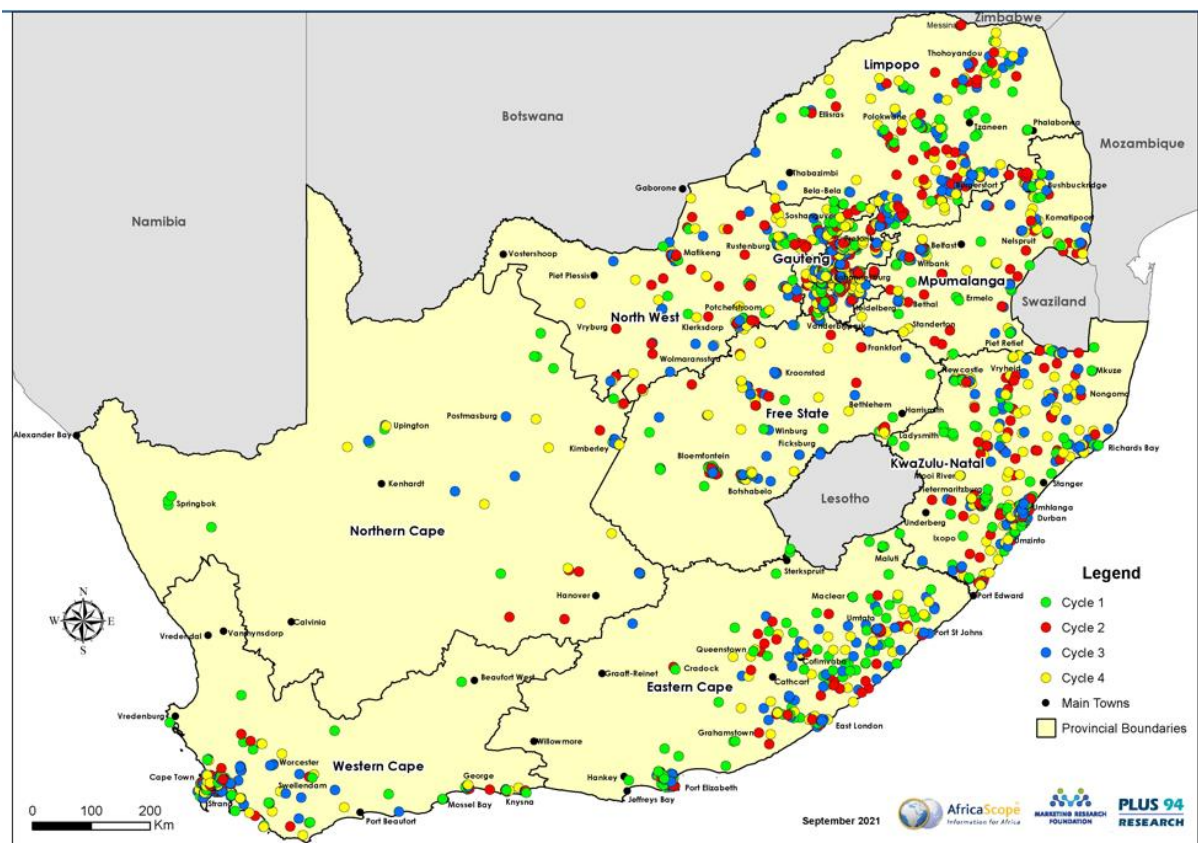 Zimbabwe
Messina
Thohoyandou
Limpopo
Botswana
Ellisras
Polokwane
Tzaneen
Phalaborwa
Mozambique
Thabazimbi
Gaborone
Bela-Bela
Burgersfort
Bushbuckridge
Namibia
Soshanguve
Komatipoort
Vostershoop
Mafikeng
Rustenburg
Pretoria
Belfast
Nelspruit
Piet Plessis
Gauteng
Johannesburg
Witbank
Mpumalanga
Swaziland
Potchefstroom
Heidelberg
Bethal
Ermelo
North West
Vryburg
Klerksdorp
Vanderbijlpark
Standerton
Wolmaransstad
Frankfort
Piet Retief
Newcastle
Vryheid
Mkuze
Kroonstad
Nongoma
Postmasburg
Free State
Bethlehem
Harrismith
Alexander Bay
Upington
Winburg
Ladysmith
Kimberley
Ficksburg
Richards Bay
Bloemfontein
KwaZulu-Natal
Kenhardt
Botshabelo
Mooi River
Stanger
Springbok
Lesotho
Pietermaritzburg
Umhlanga
Underberg
Durban
Northern Cape
Ixopo
Umzinto
Sterkspruit
Maluti
Hanover
Maclear
Port Edward
N
W
E
S
Calvinia
Umtata
Vredendal
Vanrhynsdorp
Port St Johns
Queenstown
Cofimvaba
Cradock
Beaufort West
Graaff-Reinet
Cathcart
Eastern Cape
Vredenburg
East London
Grahamstown
Willowmore
Worcester
Western Cape
Cape Town
George
Hankey
Swellendam
Port Elizabeth
Strand
Knysna
Jeffreys Bay
Mossel Bay
Port Beaufort
0 100 200
Km
Legend
Cycle 1
Cycle 2
Cycle 3
Cycle 4
Main Towns
Provincial Boundaries
September 2021
AfricaScope
Information for Africa
MARKETING RESEARCH
FOUNDATION
PLUS 94
RESEARCH